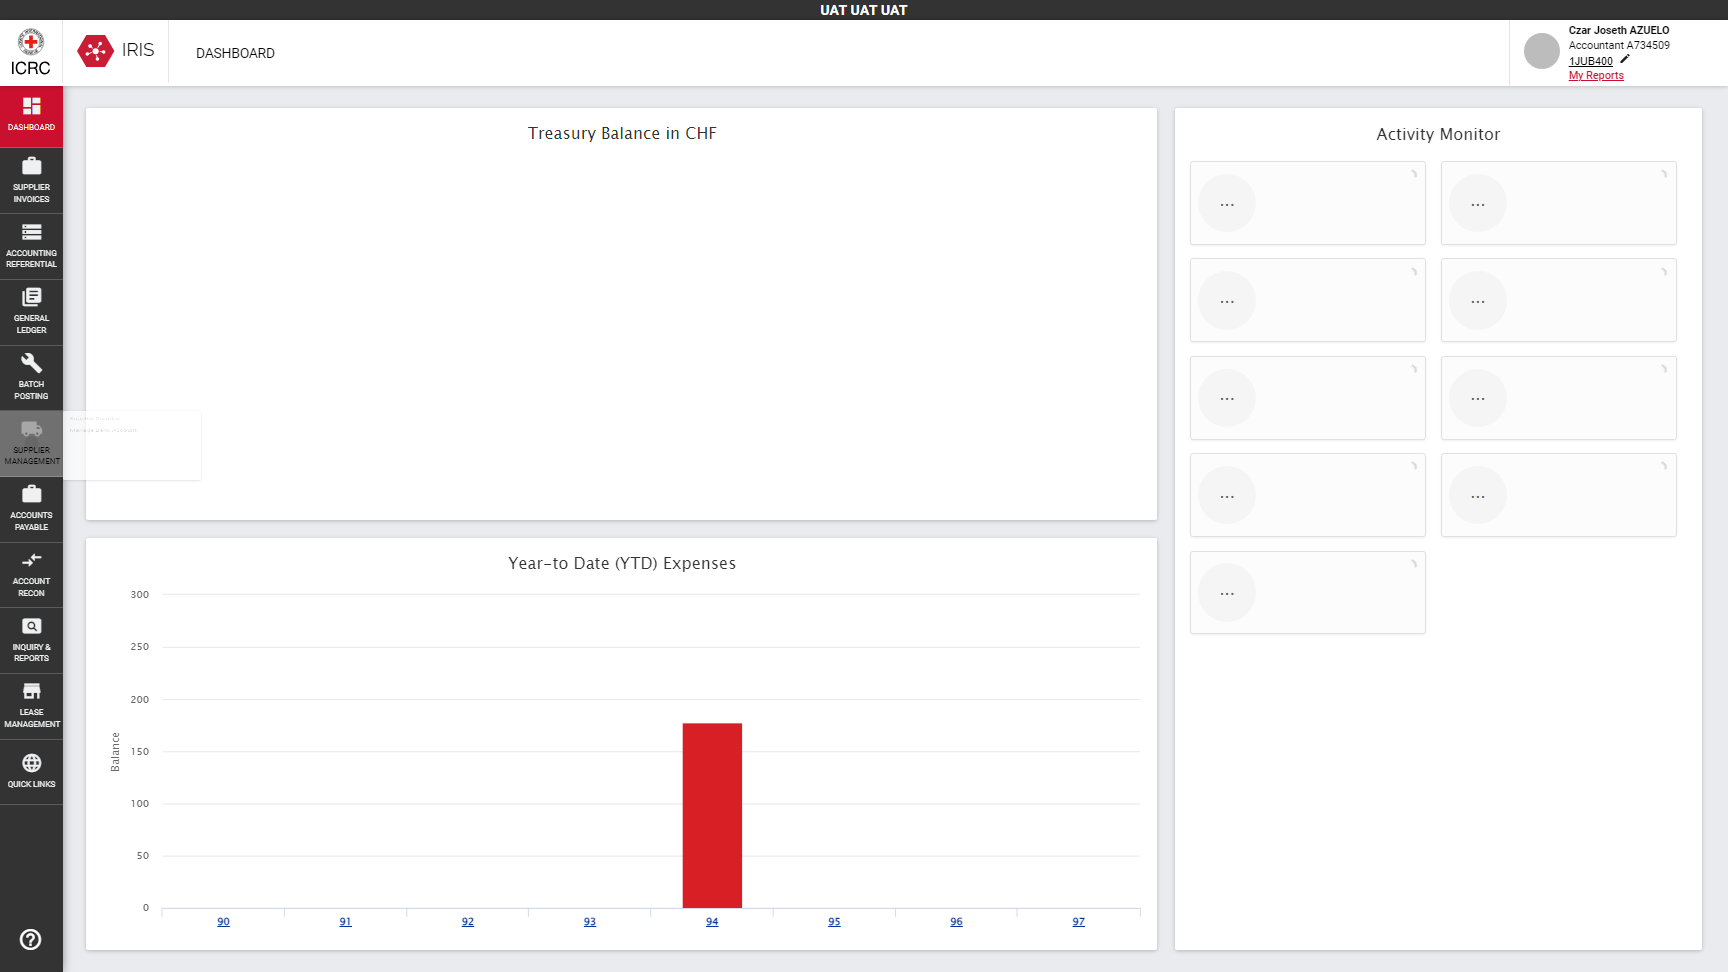 UAT UAT UAT
ICRC
IRIS
DASHBOARD
Czar Joseth AZUELO
Accountant A734509
1JUB400
My Reports
DASHBOARD
SUPPLIER
INVOICES
ACCOUNTING
REFERENTIAL
GENERAL
LEDGER
BATCH
POSTING
SUPPLIER
MANAGEMENT
ACCOUNTS
PAYABLE
ACCOUNT
RECON
INQUIRY &
REPORTS
LEASE
MANAGEMENT
QUICK LINKS
Treasury Balance in CHF
Year-to Date (YTD) Expenses
Balance
300
250
200
150
100
50
0
90 91 92 93 94 95 96 97
Activity Monitor
... ...
... ...
... ...
... ...
...